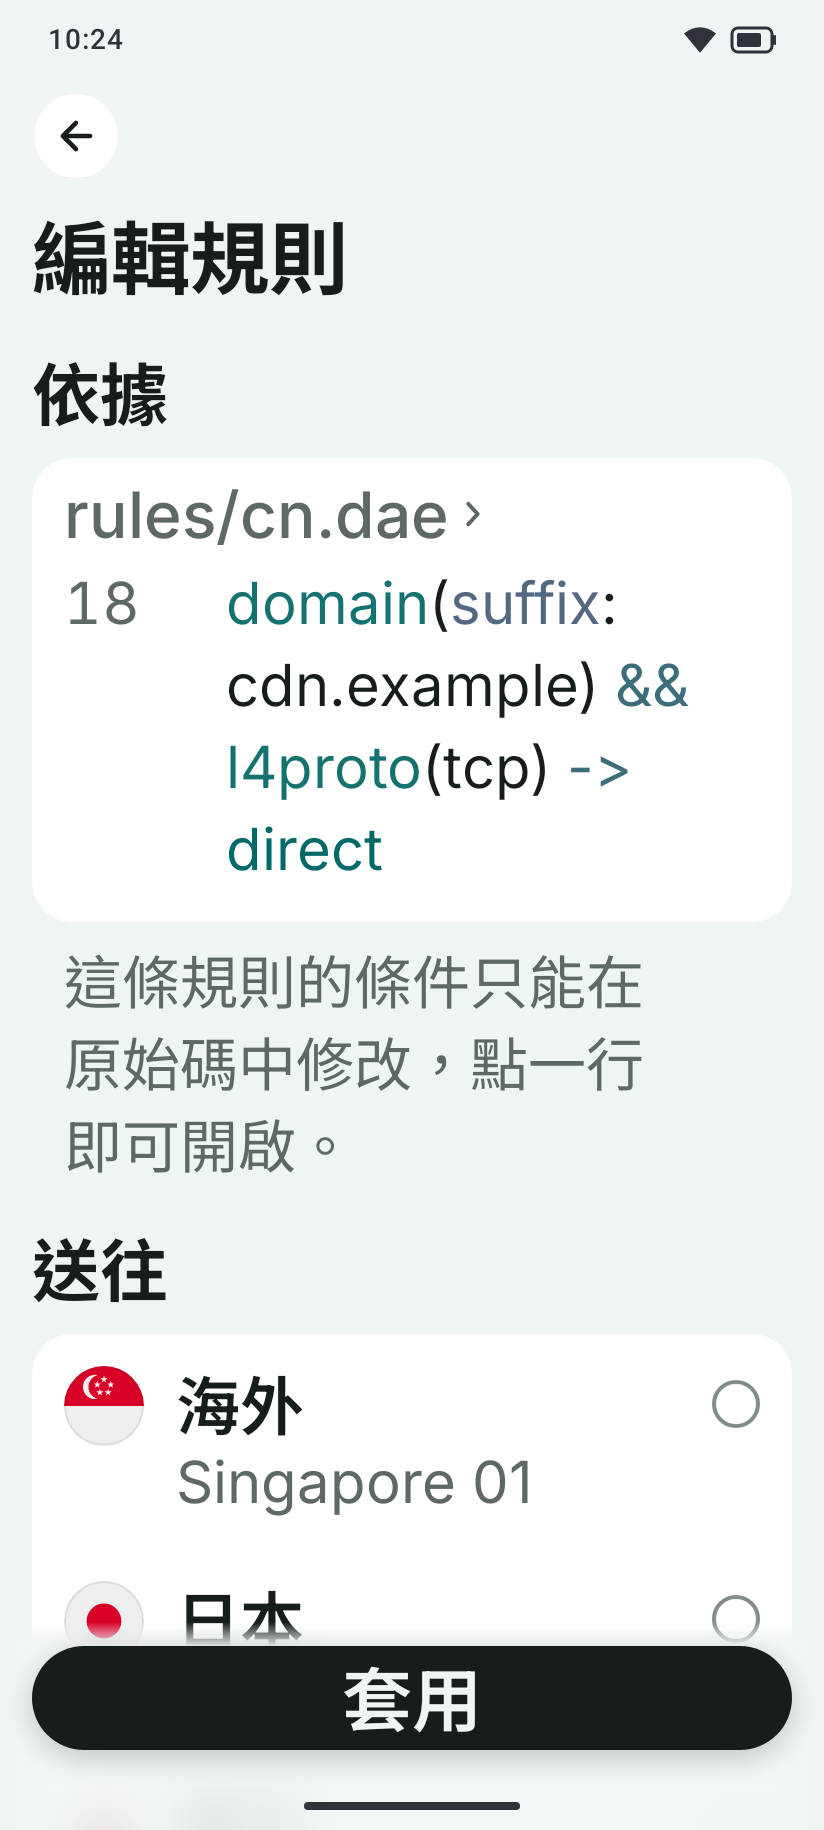 10:24
編輯規則
依據
rules/cn.dae
18 domain(suffix:
cdn.example) &&
l4proto(tcp) ->
direct
這條規則的條件只能在
原始碼中修改，點一行
即可開啟。
送往
海外
Singapore 01
日本
套用